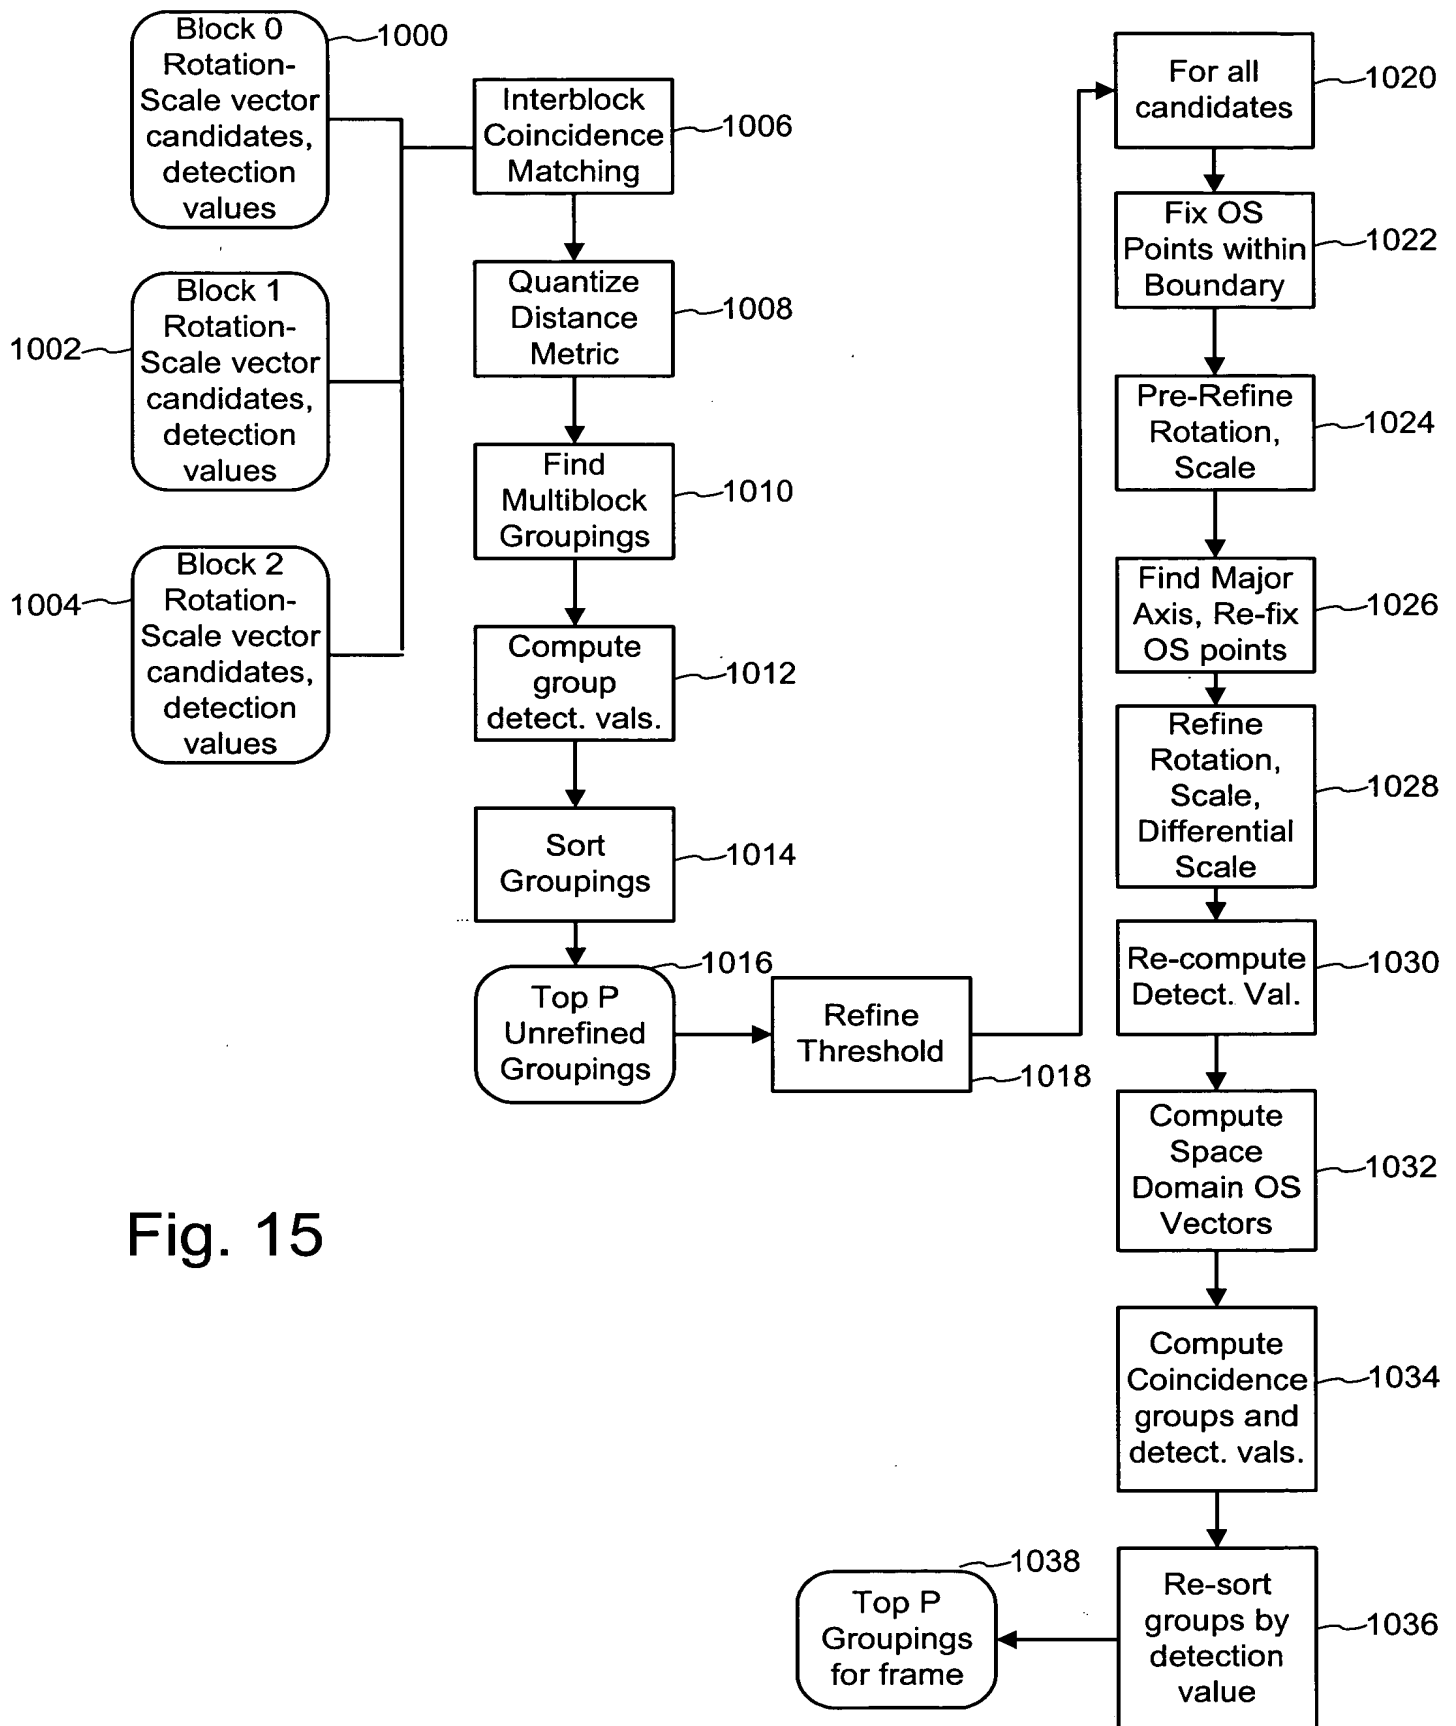 Block 0
Rotation-
Scale vector
candidates,
detection
values
1000
Block 1
Rotation-
Scale vector
candidates,
detection
values
1002
Block 2
Rotation-
Scale vector
candidates,
detection
values
1004
Interblock
Coincidence
Matching
1006
Quantize
Distance
Metric
1008
Find
Multiblock
Groupings
1010
Compute
group
detect. vals.
1012
Sort
Groupings
1014
Top P
Unrefined
Groupings
1016
Refine
Threshold
1018
For all
candidates
1020
Fix OS
Points within
Boundary
1022
Pre-Refine
Rotation,
Scale
1024
Find Major
Axis, Re-fix
OS points
1026
Refine
Rotation,
Scale,
Differential
Scale
1028
Re-compute
Detect. Val.
1030
Compute
Space
Domain OS
Vectors
1032
Compute
Coincidence
groups and
detect. vals.
1034
Re-sort
groups by
detection
value
1036
Top P
Groupings
for frame
1038
Fig. 15